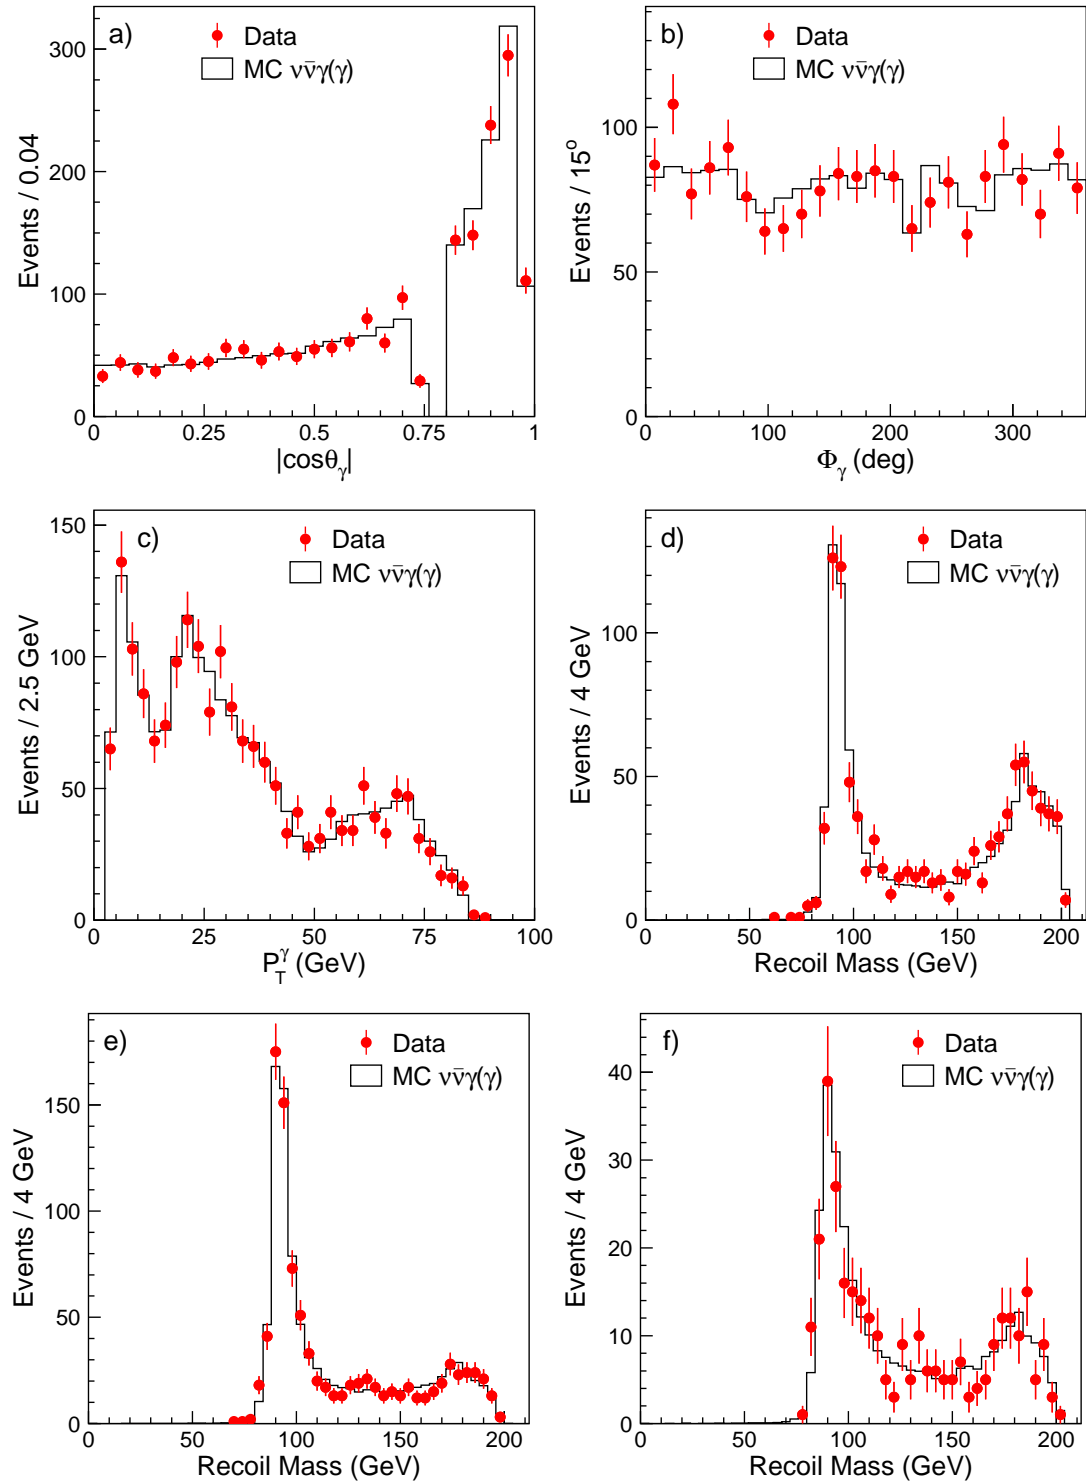 a)
Data
MC νν̄γ(γ)
Events / 0.04
300
200
100
0
0 0.25 0.5 0.75 1
|cosθγ|
b)
Data
MC νν̄γ(γ)
Events / 15°
100
50
0
0 100 200 300
Φγ (deg)
c)
Data
MC νν̄γ(γ)
Events / 2.5 GeV
150
100
50
0
0 25 50 75 100
P_T^γ (GeV)
d)
Data
MC νν̄γ(γ)
Events / 4 GeV
100
50
0
0 50 100 150 200
Recoil Mass (GeV)
e)
Data
MC νν̄γ(γ)
Events / 4 GeV
150
100
50
0
0 50 100 150 200
Recoil Mass (GeV)
f)
Data
MC νν̄γ(γ)
Events / 4 GeV
40
30
20
10
0
0 50 100 150 200
Recoil Mass (GeV)